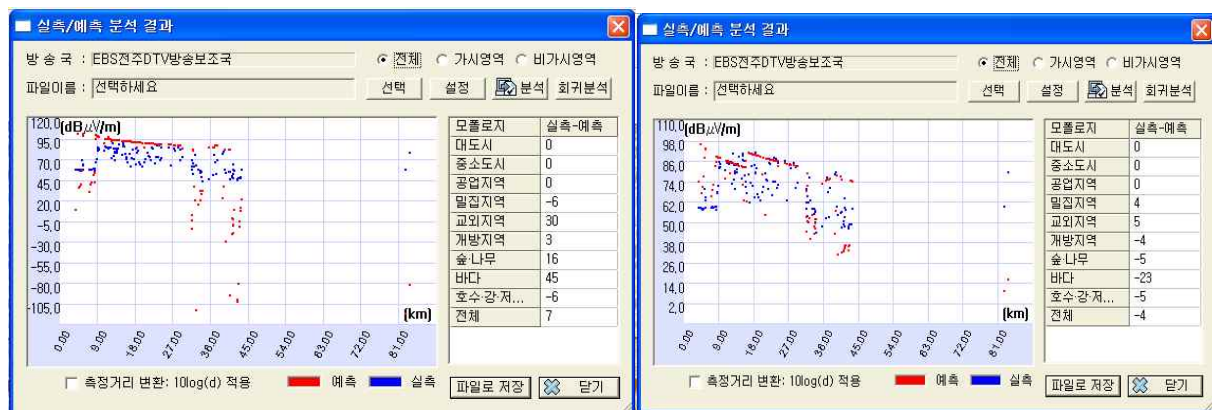 실측/예측 분석 결과
방 송 국 : EBS전주DTV방송보조국
전체 가시영역 비가시영역
파일이름 : 선택하세요
선택 설정 분석 회귀분석
120,0 (dBμV/m)
95,0
70,0
45,0
20,0
-5,0
-30,0
-55,0
-80,0
-105,0
(km)
0,00 9,00 18,00 27,00 36,00 45,00 54,00 63,00 72,00 81,00
모폴로지 실측-예측
대도시 0
중소도시 0
공업지역 0
밀집지역 -6
교외지역 30
개방지역 3
숲·나무 16
바다 45
호수·강·저... -6
전체 7
측정거리 변환: 10log(d) 적용
예측 실측
파일로 저장 닫기
실측/예측 분석 결과
방 송 국 : EBS전주DTV방송보조국
전체 가시영역 비가시영역
파일이름 : 선택하세요
선택 설정 분석 회귀분석
110,0 (dBμV/m)
98,0
86,0
74,0
62,0
50,0
38,0
26,0
14,0
2,0
(km)
0,00 9,00 18,00 27,00 36,00 45,00 54,00 63,00 72,00 81,00
모폴로지 실측-예측
대도시 0
중소도시 0
공업지역 0
밀집지역 4
교외지역 5
개방지역 -4
숲·나무 -5
바다 -23
호수·강·저... -5
전체 -4
측정거리 변환: 10log(d) 적용
예측 실측
파일로 저장 닫기